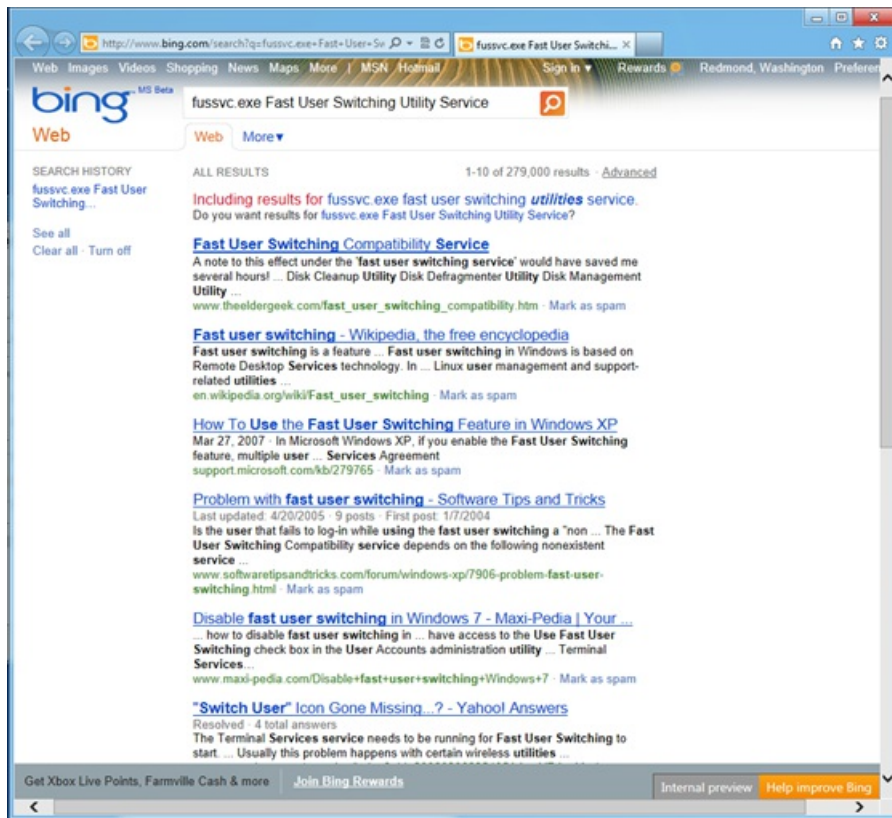 http://www.bing.com/search?q=fussvc.exe+Fast+User+Sw
fussvc.exe Fast User Switchi...
Web Images Videos Shopping News Maps More | MSN Hotmail Sign in Rewards Redmond, Washington Preferen
bing MS Beta
fussvc.exe Fast User Switching Utility Service
Web
Web More
SEARCH HISTORY
fussvc.exe Fast User
Switching...
See all
Clear all · Turn off
ALL RESULTS 1-10 of 279,000 results · Advanced
Including results for fussvc.exe fast user switching utilities service.
Do you want results for fussvc.exe Fast User Switching Utility Service?
Fast User Switching Compatibility Service
A note to this effect under the 'fast user switching service' would have saved me
several hours! ... Disk Cleanup Utility Disk Defragmenter Utility Disk Management
Utility ...
www.theeldergeek.com/fast_user_switching_compatibility.htm · Mark as spam
Fast user switching - Wikipedia, the free encyclopedia
Fast user switching is a feature ... Fast user switching in Windows is based on
Remote Desktop Services technology. In ... Linux user management and support-
related utilities ...
en.wikipedia.org/wiki/Fast_user_switching · Mark as spam
How To Use the Fast User Switching Feature in Windows XP
Mar 27, 2007 · In Microsoft Windows XP, if you enable the Fast User Switching
feature, multiple user ... Services Agreement
support.microsoft.com/kb/279765 · Mark as spam
Problem with fast user switching - Software Tips and Tricks
Last updated: 4/20/2005 · 9 posts · First post: 1/7/2004
Is the user that fails to log-in while using the fast user switching a "non ... The Fast
User Switching Compatibility service depends on the following nonexistent
service ...
www.softwaretipsandtricks.com/forum/windows-xp/7906-problem-fast-user-
switching.html · Mark as spam
Disable fast user switching in Windows 7 - Maxi-Pedia | Your ...
... how to disable fast user switching in ... have access to the Use Fast User
Switching check box in the User Accounts administration utility ... Terminal
Services...
www.maxi-pedia.com/Disable+fast+user+switching+Windows+7 · Mark as spam
"Switch User" Icon Gone Missing...? - Yahoo! Answers
Resolved · 4 total answers
The Terminal Services service needs to be running for Fast User Switching to
start. ... Usually this problem happens with certain wireless utilities ...
Get Xbox Live Points, Farmville Cash & more Join Bing Rewards
Internal preview Help improve Bing